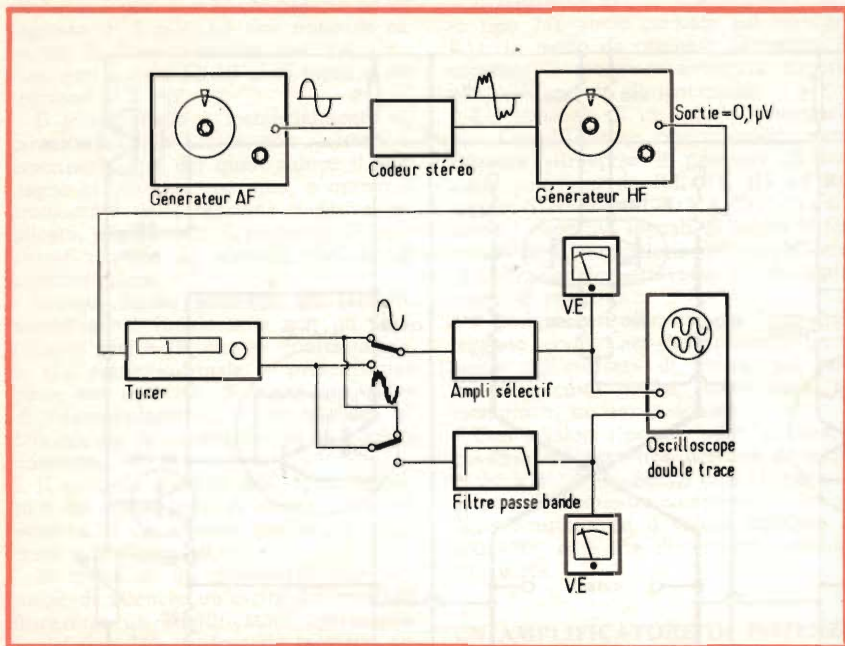 Sortie = 0,1 µV
Générateur AF
Codeur stéréo
Générateur HF
V.E
Tuner
Ampli sélectif
Oscilloscope
double trace
Filtre passe bande
V.E